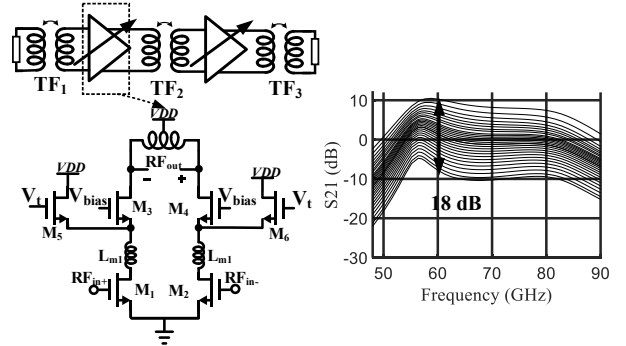 TF1
TF2
TF3
VDD
RFout
- +
VDD
VDD
Vt
Vbias
M3
M4
Vbias
Vt
M5
M6
Lm1
Lm1
RFin+
M1
M2
RFin-
S21 (dB)
10
0
-10
-20
-30
18 dB
50
60
70
80
90
Frequency (GHz)